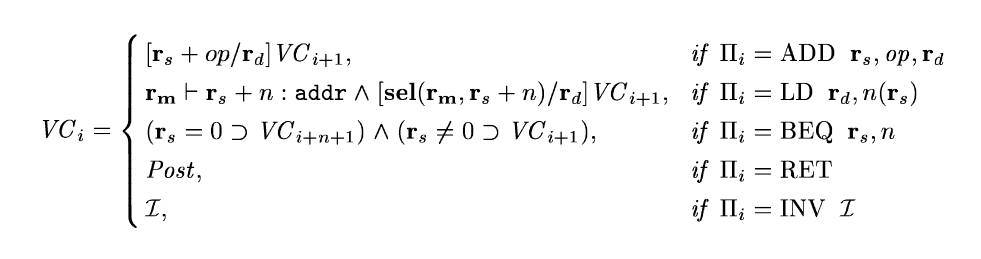 [r_s + op/r_d] VC_{i+1}, if Π_i = ADD r_s, op, r_d
r_m ⊢ r_s + n : addr ∧ [sel(r_m, r_s + n)/r_d] VC_{i+1}, if Π_i = LD r_d, n(r_s)
VC_i = { (r_s = 0 ⊃ VC_{i+n+1}) ∧ (r_s ≠ 0 ⊃ VC_{i+1}), if Π_i = BEQ r_s, n
Post, if Π_i = RET
ℐ, if Π_i = INV ℐ